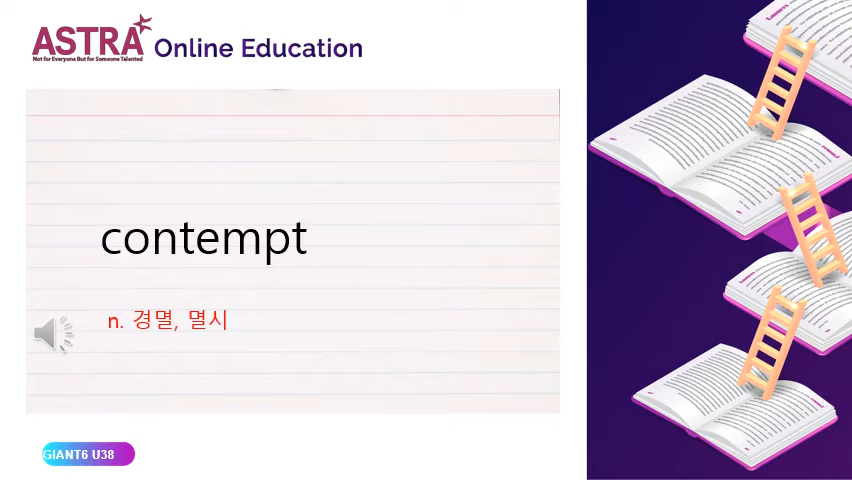 ASTRA
Not for Everyone But for Someone Talented
Online Education
contempt
n. 경멸, 멸시
GIANT6 U38